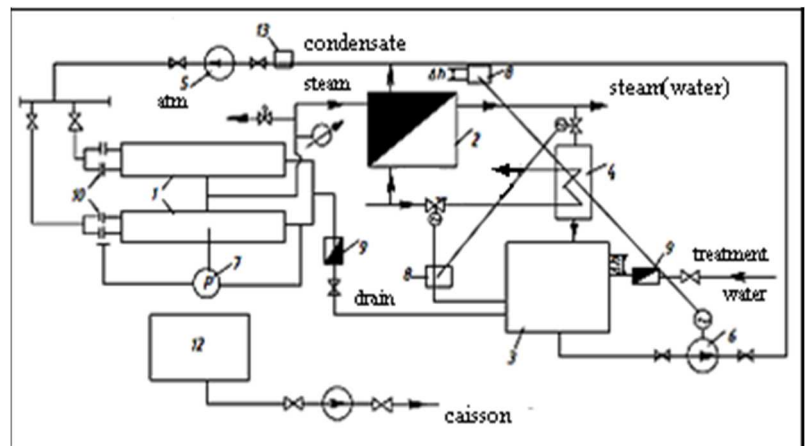 13
condensate
5
Δh
8
atm
steam
steam(water)
2
4
10
1
7
P
9
8
Δh
9
treatment
water
drain
3
6
12
caisson